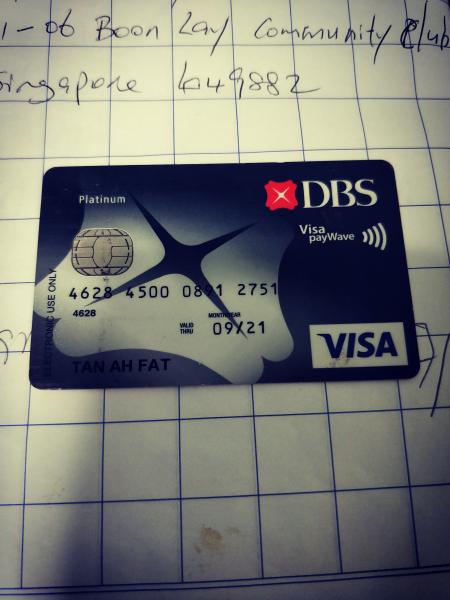 1-06 Boon Lay Community Club
Singapore 649882
DBS
Platinum
Visa
payWave
ELECTRONIC USE ONLY
4628 4500 0891 2751
4628
MONTH/YEAR
VALID THRU 09/21
VISA
TAN AH FAT